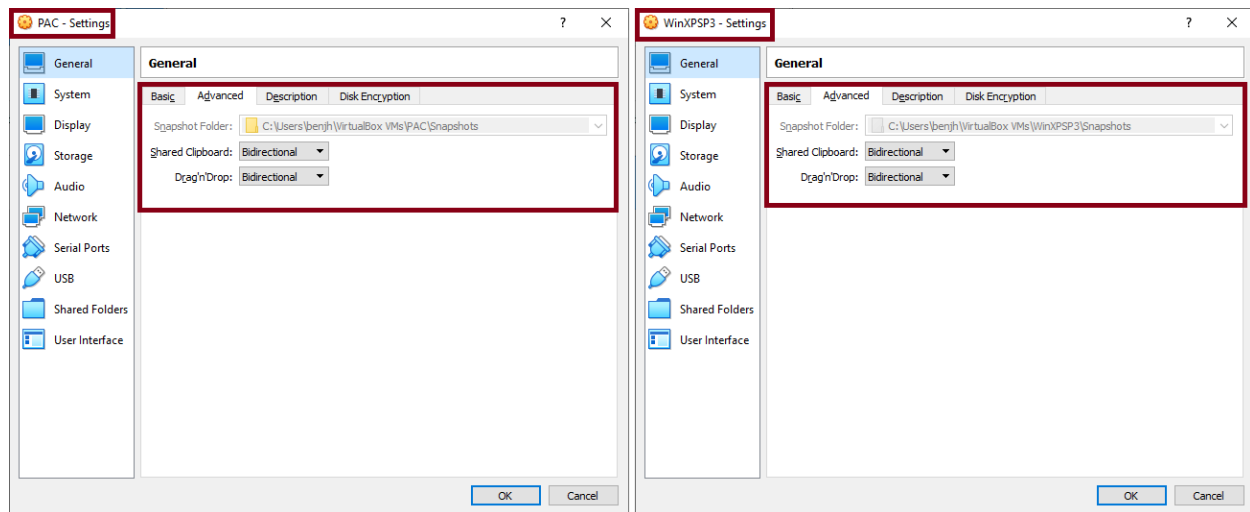 PAC - Settings ? ×
General
System
Display
Storage
Audio
Network
Serial Ports
USB
Shared Folders
User Interface
General
Basic Advanced Description Disk Encryption
Snapshot Folder: C:\Users\benjh\VirtualBox VMs\PAC\Snapshots
Shared Clipboard: Bidirectional
Drag'n'Drop: Bidirectional
OK Cancel
WinXPSP3 - Settings ? ×
General
System
Display
Storage
Audio
Network
Serial Ports
USB
Shared Folders
User Interface
General
Basic Advanced Description Disk Encryption
Snapshot Folder: C:\Users\benjh\VirtualBox VMs\WinXPSP3\Snapshots
Shared Clipboard: Bidirectional
Drag'n'Drop: Bidirectional
OK Cancel